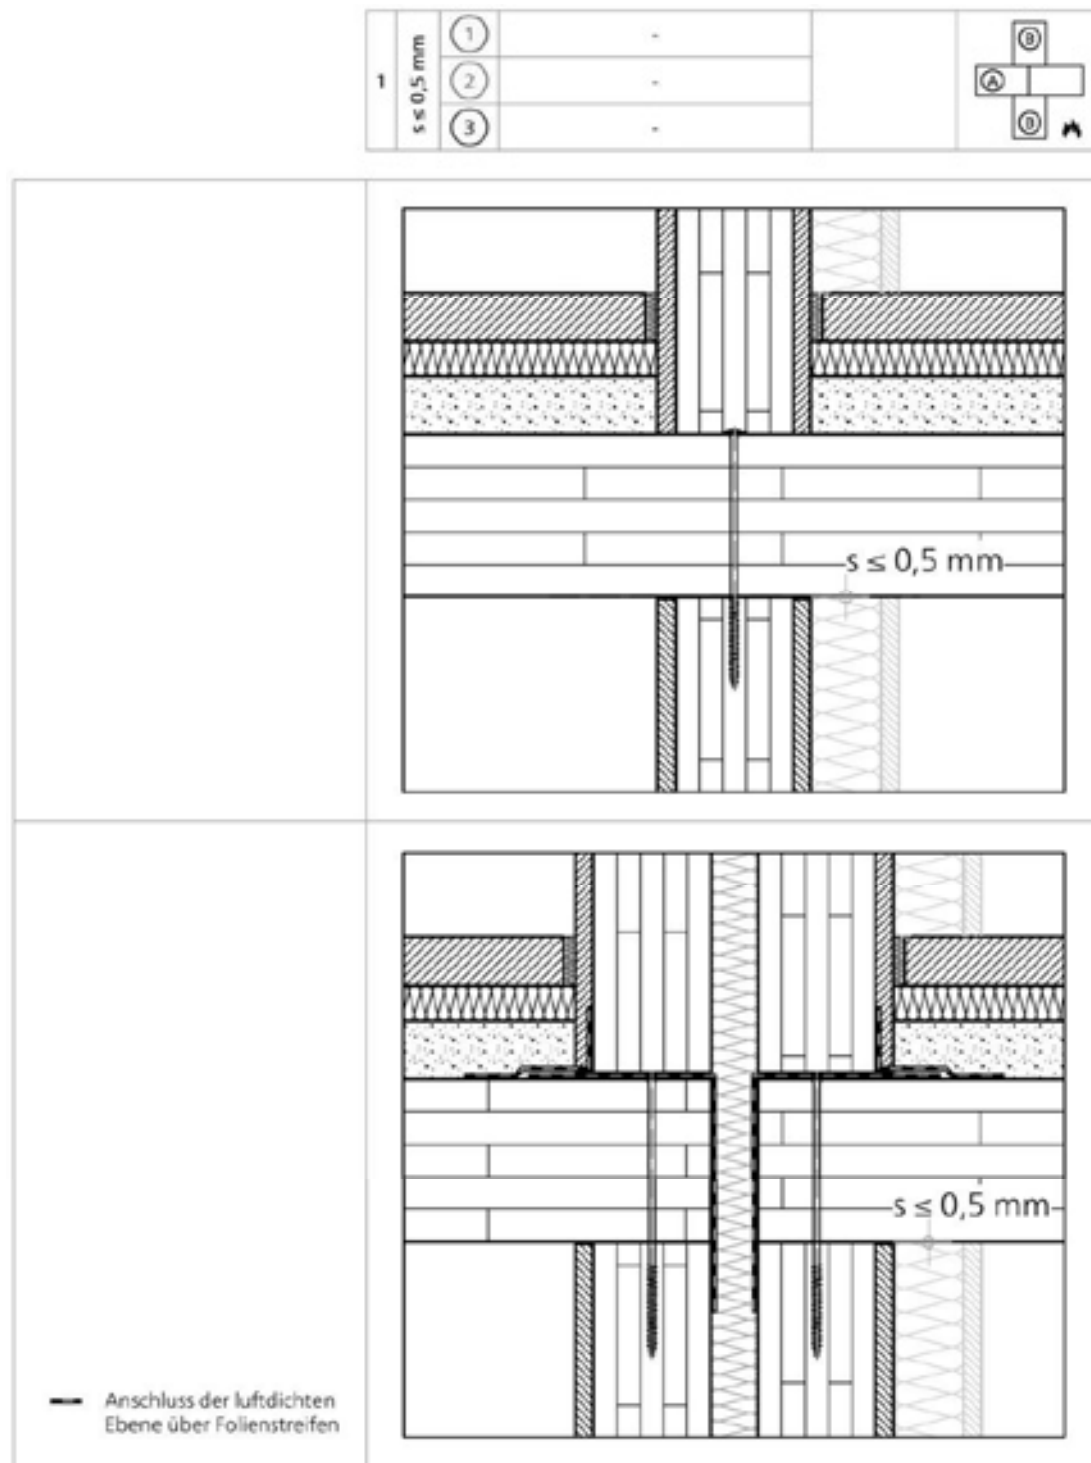 1
s ≤ 0,5 mm
1 -
2 -
3 -
B
A
B
s ≤ 0,5 mm
s ≤ 0,5 mm
Anschluss der luftdichten
Ebene über Folienstreifen